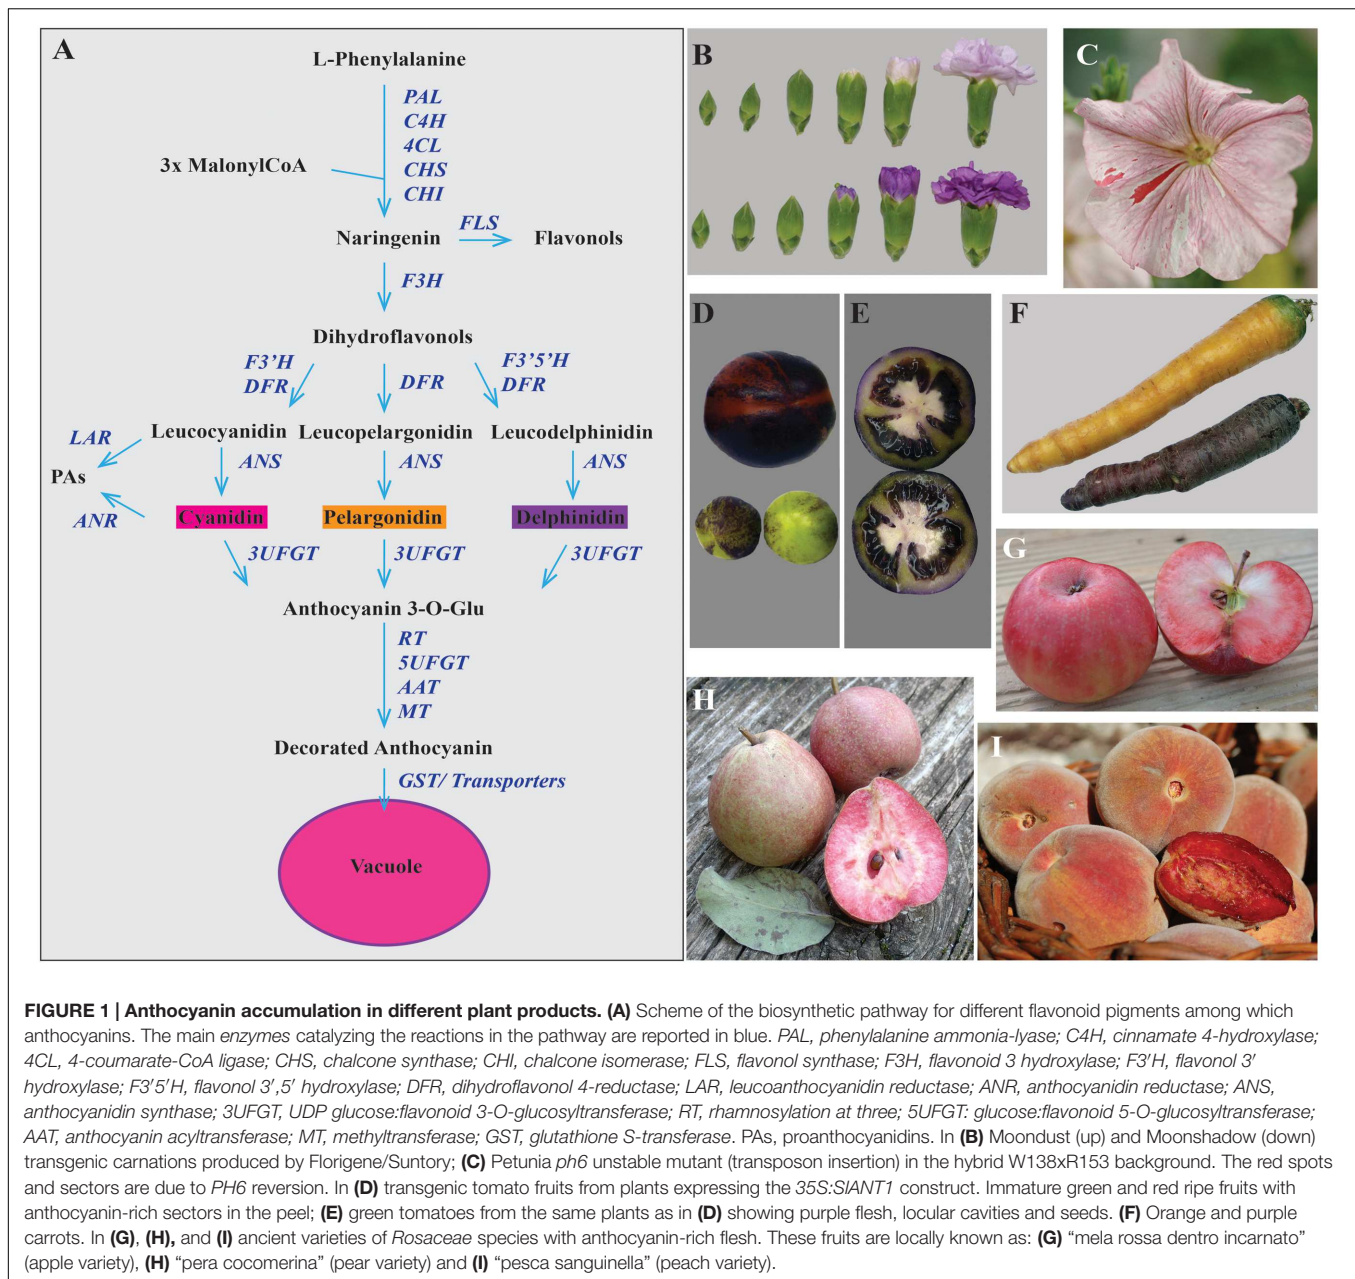 A
L-Phenylalanine
PAL
C4H
4CL
CHS
CHI
3x MalonylCoA
Naringenin
FLS
Flavonols
F3H
Dihydroflavonols
F3’H
DFR
DFR
F3’5’H
DFR
Leucocyanidin
Leucopelargonidin
Leucodelphinidin
LAR
PAs
ANR
ANS
ANS
ANS
Cyanidin
Pelargonidin
Delphinidin
3UFGT
3UFGT
3UFGT
Anthocyanin 3-O-Glu
RT
5UFGT
AAT
MT
Decorated Anthocyanin
GST/ Transporters
Vacuole
B
C
D
E
F
G
H
I
FIGURE 1 | Anthocyanin accumulation in different plant products. (A) Scheme of the biosynthetic pathway for different flavonoid pigments among which
anthocyanins. The main enzymes catalyzing the reactions in the pathway are reported in blue. PAL, phenylalanine ammonia-lyase; C4H, cinnamate 4-hydroxylase;
4CL, 4-coumarate-CoA ligase; CHS, chalcone synthase; CHI, chalcone isomerase; FLS, flavonol synthase; F3H, flavonoid 3 hydroxylase; F3′H, flavonol 3′
hydroxylase; F3′5′H, flavonol 3′,5′ hydroxylase; DFR, dihydroflavonol 4-reductase; LAR, leucoanthocyanidin reductase; ANR, anthocyanidin reductase; ANS,
anthocyanidin synthase; 3UFGT, UDP glucose:flavonoid 3-O-glucosyltransferase; RT, rhamnosylation at three; 5UFGT: glucose:flavonoid 5-O-glucosyltransferase;
AAT, anthocyanin acyltransferase; MT, methyltransferase; GST, glutathione S-transferase. PAs, proanthocyanidins. In (B) Moondust (up) and Moonshadow (down)
transgenic carnations produced by Florigene/Suntory; (C) Petunia ph6 unstable mutant (transposon insertion) in the hybrid W138xR153 background. The red spots
and sectors are due to PH6 reversion. In (D) transgenic tomato fruits from plants expressing the 35S:SlANT1 construct. Immature green and red ripe fruits with
anthocyanin-rich sectors in the peel; (E) green tomatoes from the same plants as in (D) showing purple flesh, locular cavities and seeds. (F) Orange and purple
carrots. In (G), (H), and (I) ancient varieties of Rosaceae species with anthocyanin-rich flesh. These fruits are locally known as: (G) “mela rossa dentro incarnato”
(apple variety), (H) “pera cocomerina” (pear variety) and (I) “pesca sanguinella” (peach variety).